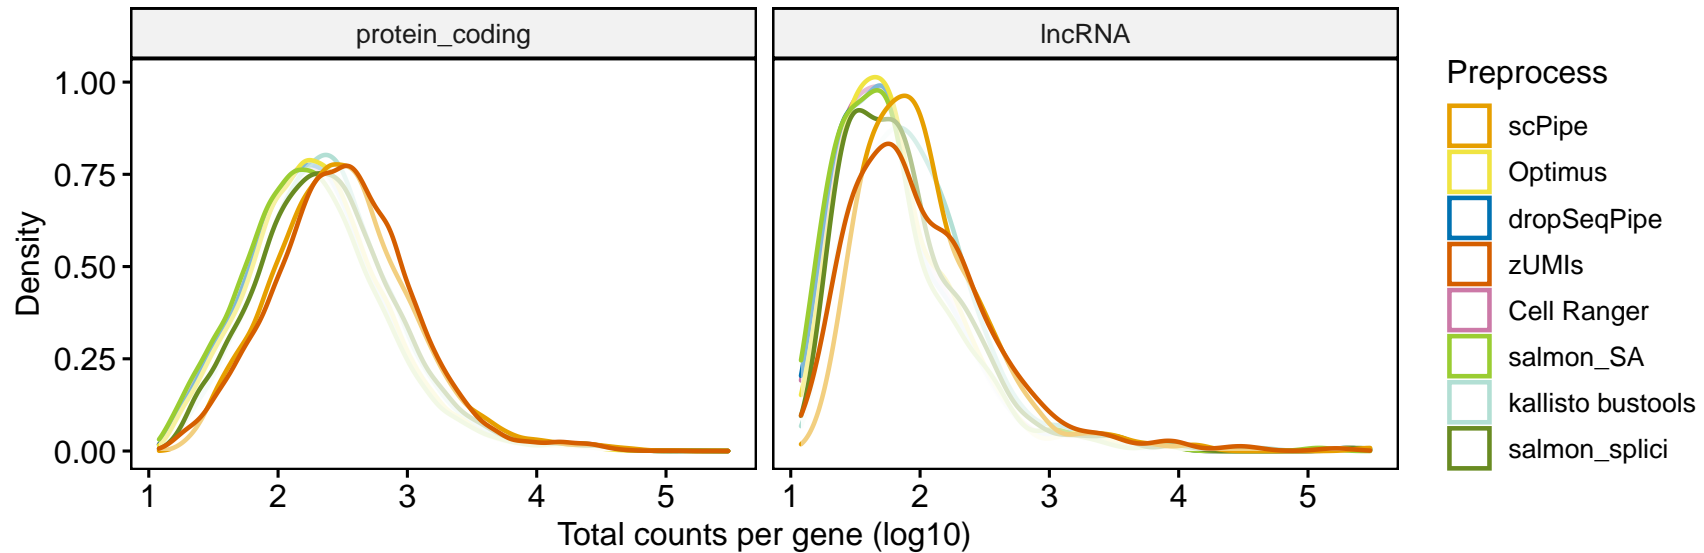 protein_coding
lncRNA
Density
1.00
0.75
0.50
0.25
0.00
1 2 3 4 5
1 2 3 4 5
Total counts per gene (log10)
Preprocess
scPipe
Optimus
dropSeqPipe
zUMIs
Cell Ranger
salmon_SA
kallisto bustools
salmon_splici